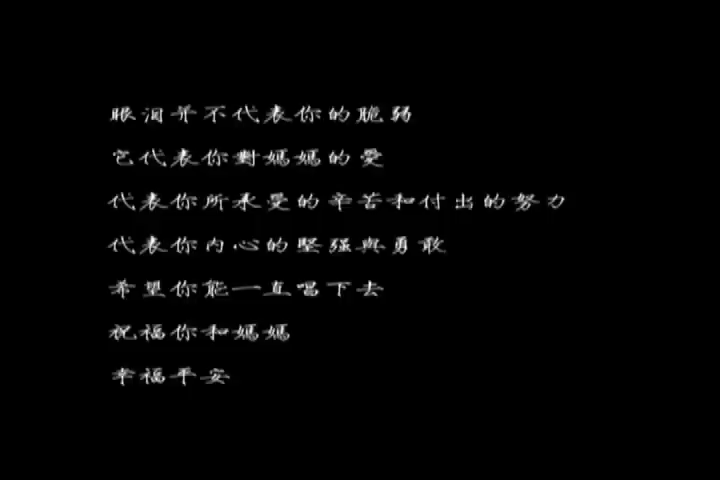 眼泪并不代表你的脆弱
它代表你對媽媽的愛
代表你所承受的辛苦和付出的努力
代表你內心的堅强與勇敢
希望你能一直唱下去
祝福你和媽媽
幸福平安